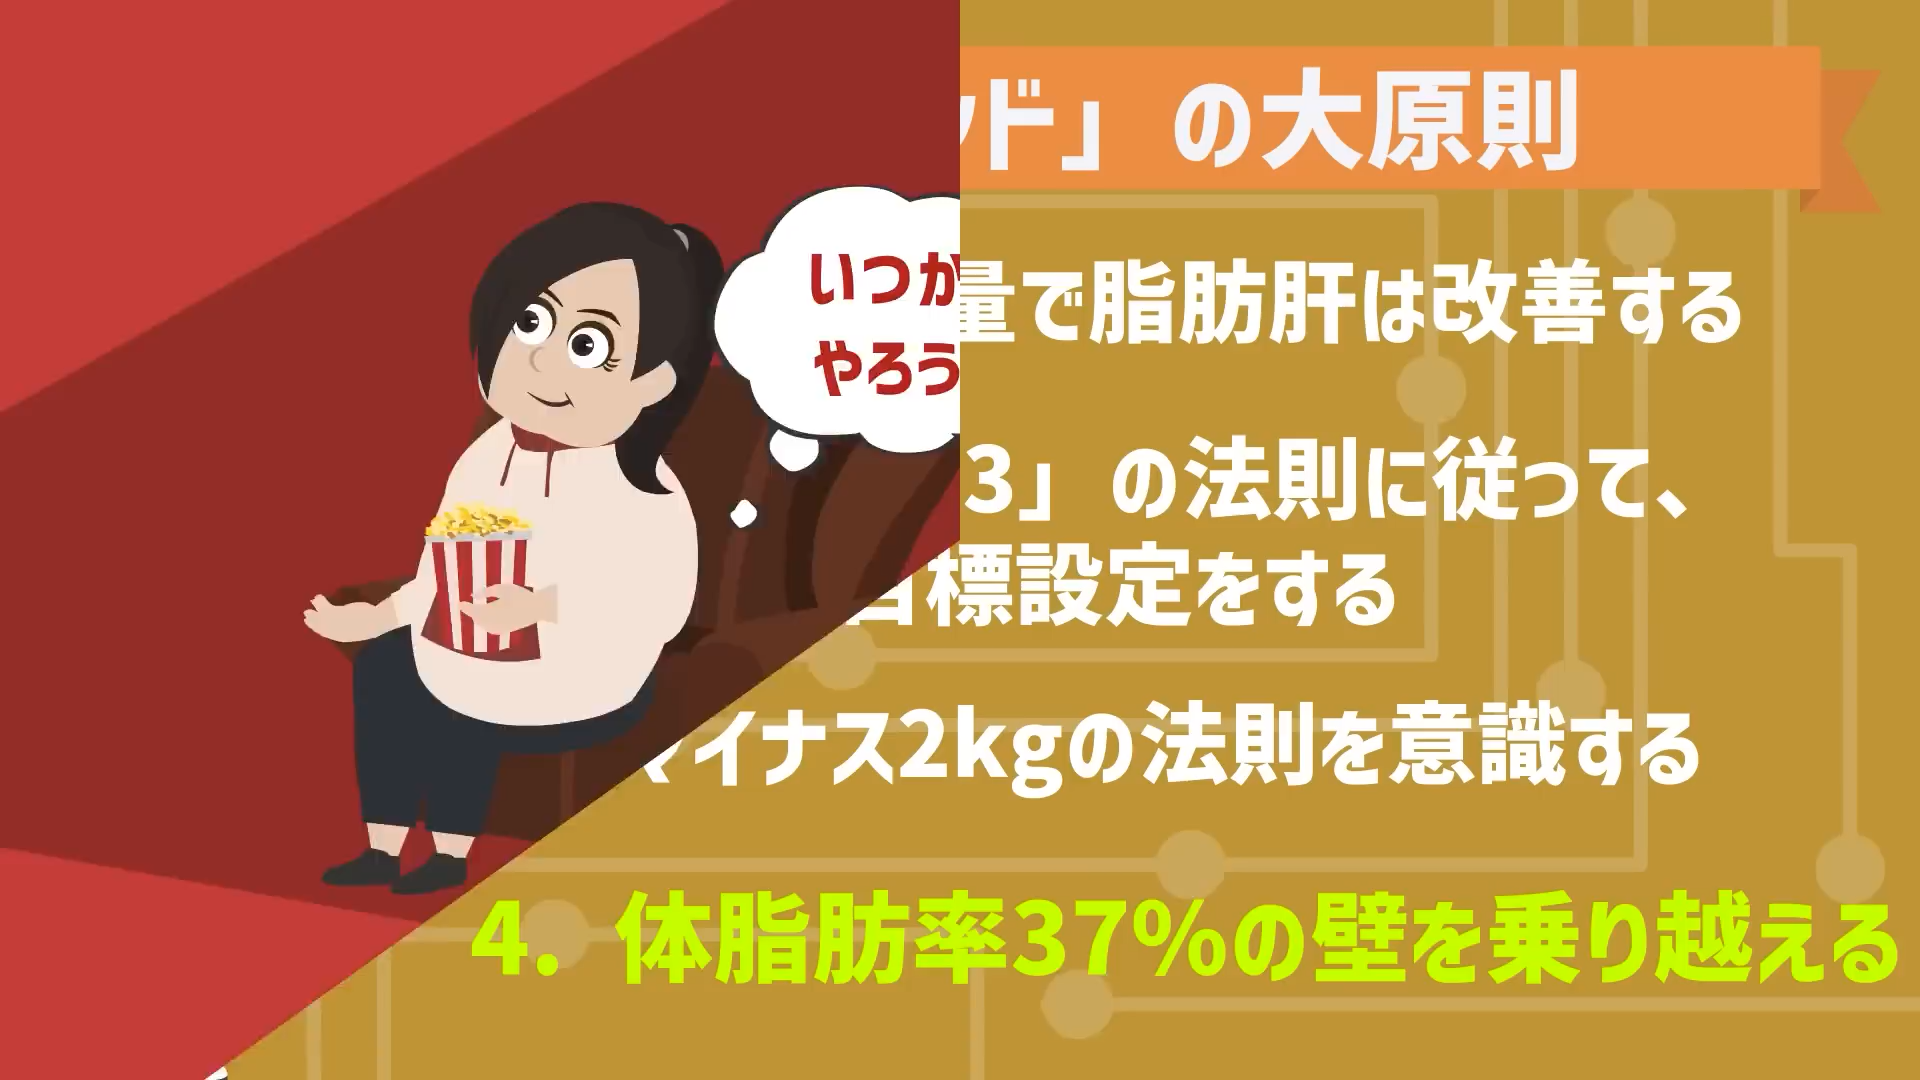 ンド」の大原則
いつか
やろう
量で脂肪肝は改善する
3」の法則に従って、
目標設定をする
マイナス2kgの法則を意識する
4. 体脂肪率37%の壁を乗り越える